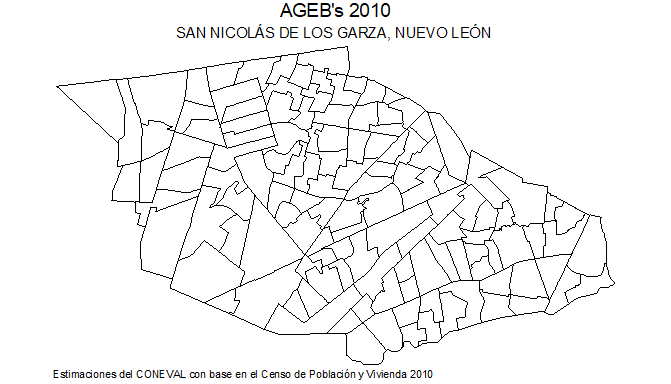 AGEB's 2010
SAN NICOLÁS DE LOS GARZA, NUEVO LEÓN
Estimaciones del CONEVAL con base en el Censo de Población y Vivienda 2010